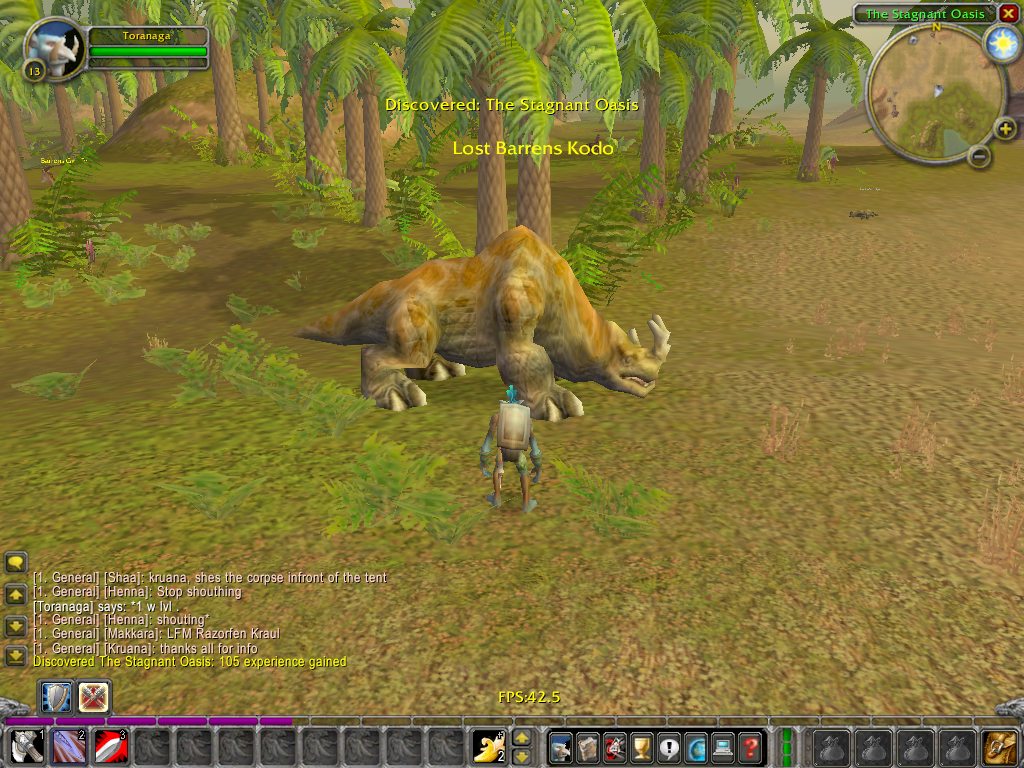 Toranaga
13
The Stagnant Oasis
N
Discovered: The Stagnant Oasis
Lost Barrens Kodo
[1. General] [Shaa]: kruana, shes the corpse infront of the tent
[1. General] [Henna]: Stop shouthing
[Toranaga] says: *1 w lvl .
[1. General] [Henna]: shouting*
[1. General] [Makkara]: LFM Razorfen Kraul
[1. General] [Kruana]: thanks all for info
Discovered The Stagnant Oasis: 105 experience gained
FPS:42.5
1
2
3
2